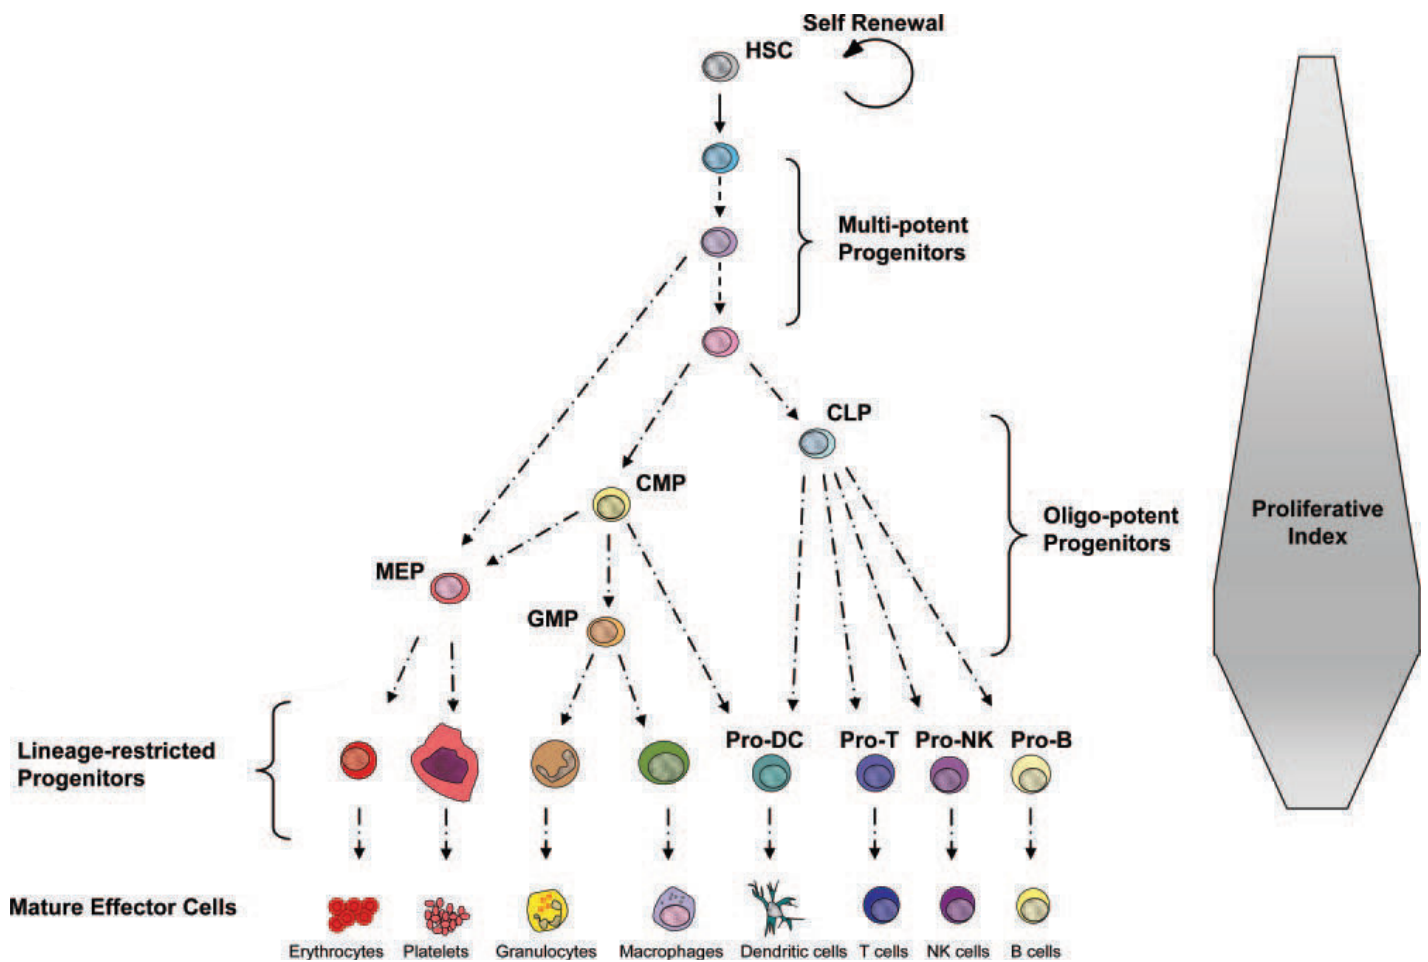 Self Renewal
HSC
Multi-potent
Progenitors
CLP
CMP
Oligo-potent
Progenitors
Proliferative
Index
MEP
GMP
Lineage-restricted
Progenitors
Pro-DC
Pro-T
Pro-NK
Pro-B
Mature Effector Cells
Erythrocytes
Platelets
Granulocytes
Macrophages
Dendritic cells
T cells
NK cells
B cells